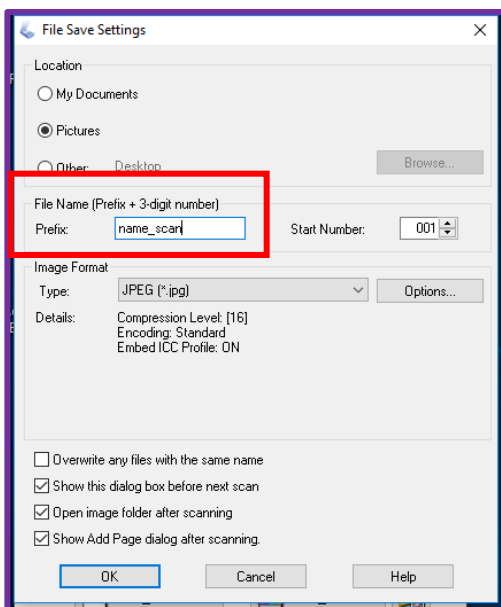 File Save Settings
Location
My Documents
Pictures
Other: Desktop Browse...
File Name (Prefix + 3-digit number)
Prefix: name_scan Start Number: 001
Image Format
Type: JPEG (*.jpg) Options...
Details: Compression Level: [16]
Encoding: Standard
Embed ICC Profile: ON
Overwrite any files with the same name
Show this dialog box before next scan
Open image folder after scanning
Show Add Page dialog after scanning.
OK Cancel Help